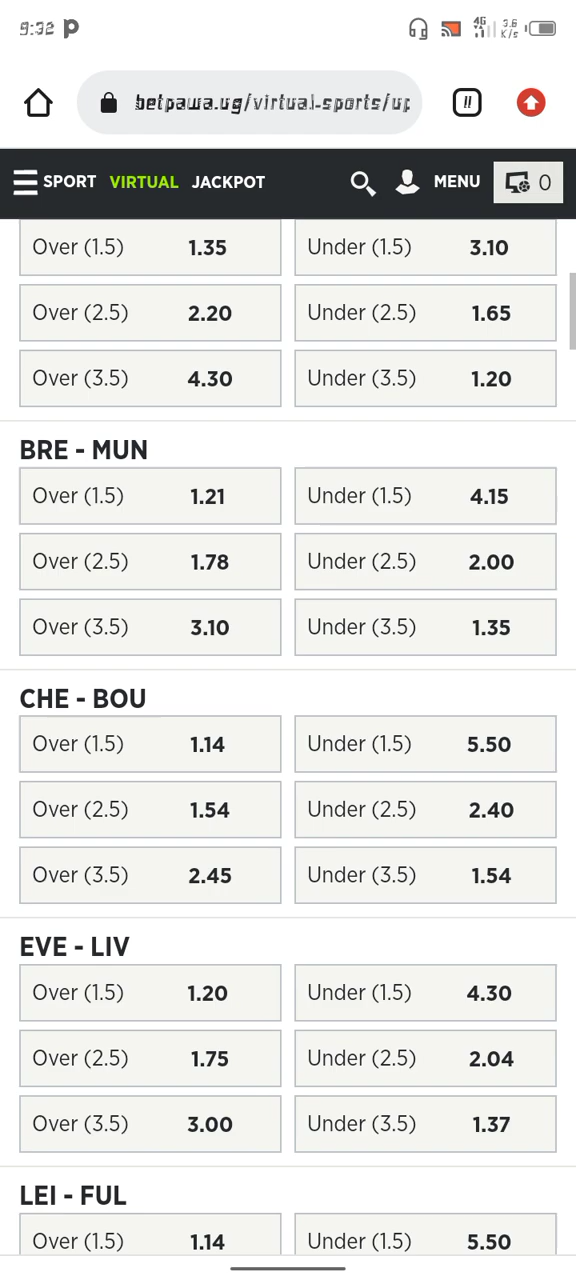 9:32 P 4G 3.6 K/s
betpawa.ug/virtual-sports/up
SPORT VIRTUAL JACKPOT MENU 0
Over (1.5) 1.35 Under (1.5) 3.10
Over (2.5) 2.20 Under (2.5) 1.65
Over (3.5) 4.30 Under (3.5) 1.20
BRE - MUN
Over (1.5) 1.21 Under (1.5) 4.15
Over (2.5) 1.78 Under (2.5) 2.00
Over (3.5) 3.10 Under (3.5) 1.35
CHE - BOU
Over (1.5) 1.14 Under (1.5) 5.50
Over (2.5) 1.54 Under (2.5) 2.40
Over (3.5) 2.45 Under (3.5) 1.54
EVE - LIV
Over (1.5) 1.20 Under (1.5) 4.30
Over (2.5) 1.75 Under (2.5) 2.04
Over (3.5) 3.00 Under (3.5) 1.37
LEI - FUL
Over (1.5) 1.14 Under (1.5) 5.50